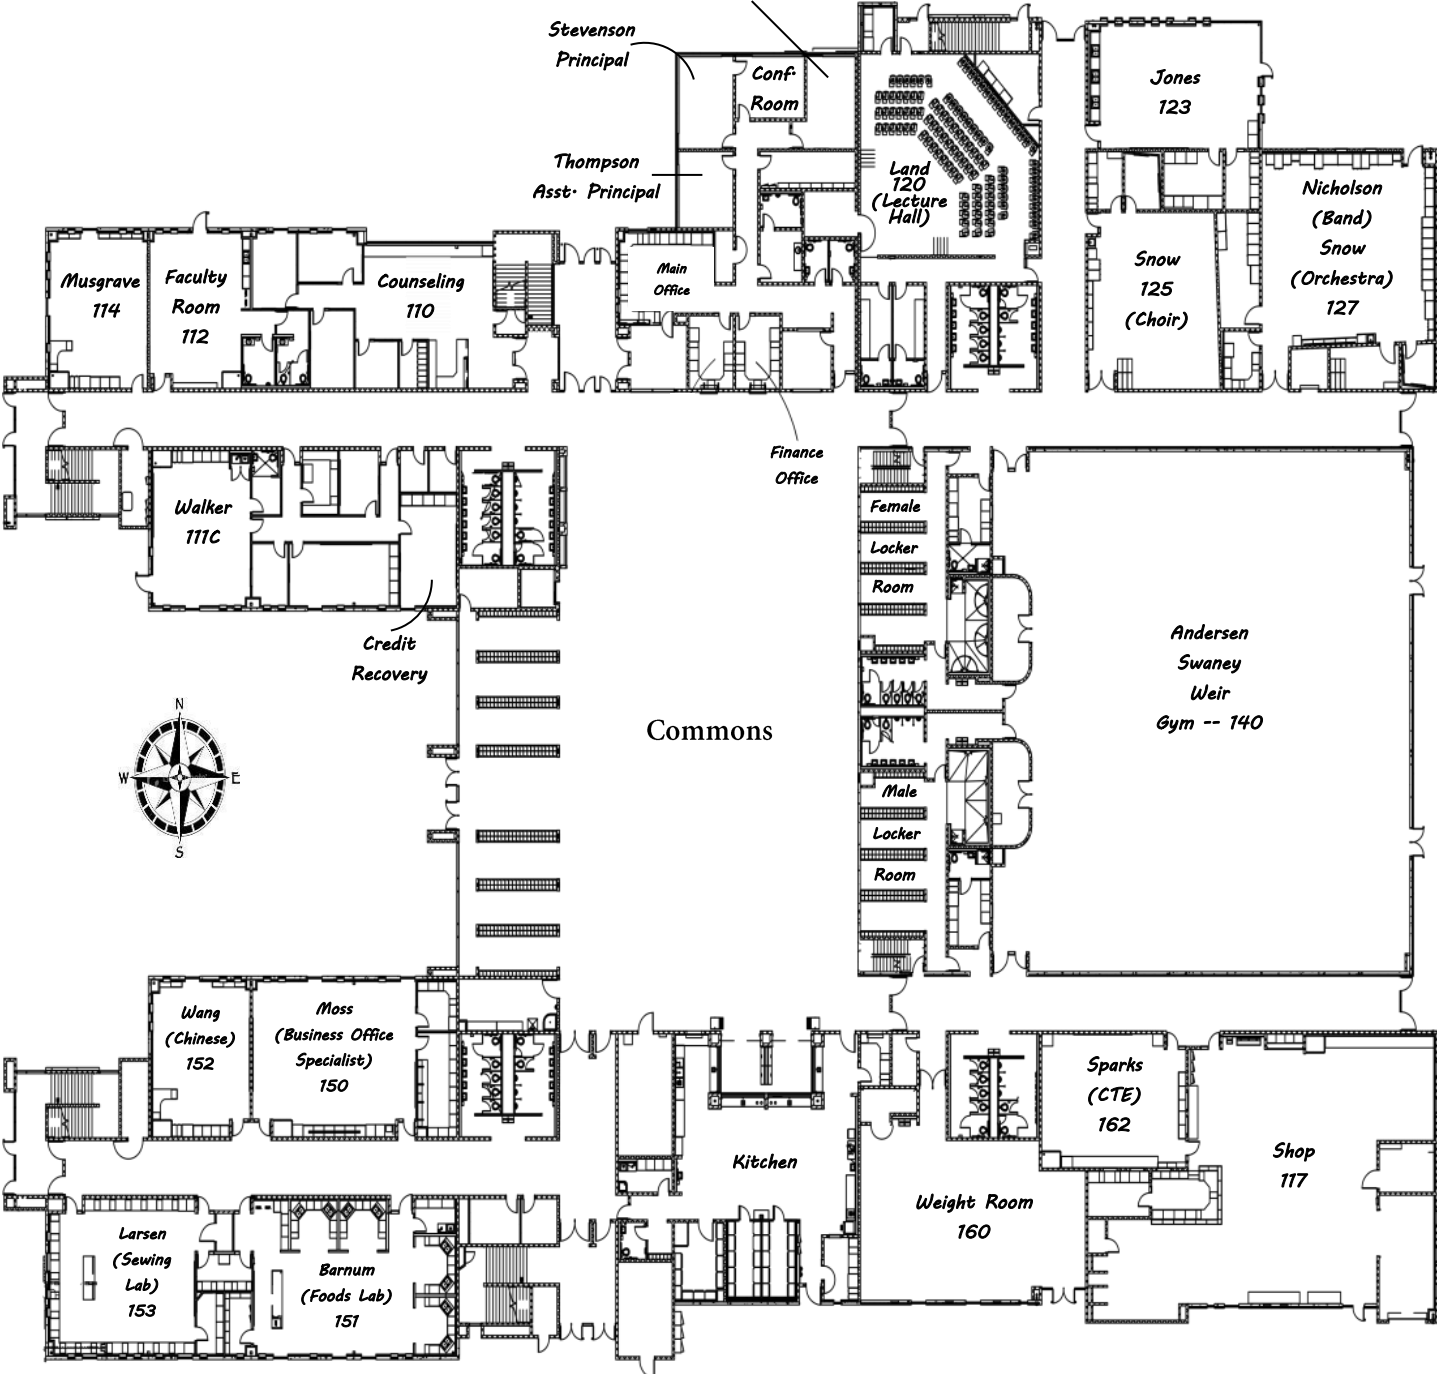 Stevenson
Principal
Conf.
Room
Jones
123
Thompson
Asst. Principal
Land
120
(Lecture
Hall)
Nicholson
(Band)
Snow
(Orchestra)
127
Musgrave
114
Faculty
Room
112
Counseling
110
Main
Office
Snow
125
(Choir)
Finance
Office
Walker
111C
Female
Locker
Room
Credit
Recovery
Andersen
Swaney
Weir
Gym -- 140
N
W
E
S
Commons
Male
Locker
Room
Wang
(Chinese)
152
Moss
(Business Office
Specialist)
150
Sparks
(CTE)
162
Kitchen
Shop
117
Weight Room
160
Larsen
(Sewing
Lab)
153
Barnum
(Foods Lab)
151